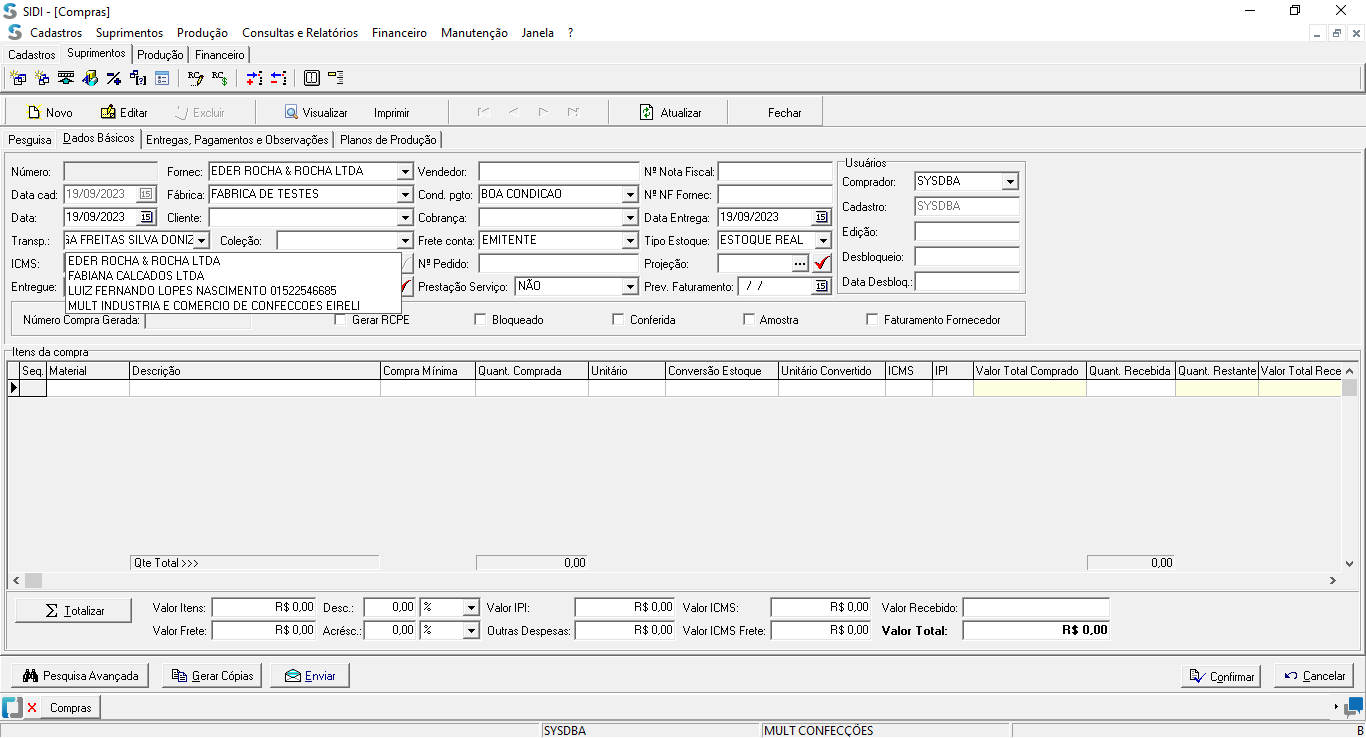 SIDI - [Compras]
Cadastros Suprimentos Produção Consultas e Relatórios Financeiro Manutenção Janela ?
Cadastros Suprimentos Produção Financeiro
Novo Editar Excluir Visualizar Imprimir Atualizar Fechar
Pesquisa Dados Básicos Entregas, Pagamentos e Observações Planos de Produção
Número: Fornec: EDER ROCHA & ROCHA LTDA Vendedor: Nº Nota Fiscal: Usuários
Data cad: 19/09/2023 15 Fábrica: FABRICA DE TESTES Cond. pgto: BOA CONDICAO Nº NF Fornec: Comprador: SYSDBA
Data: 19/09/2023 15 Cliente: Cobrança: Data Entrega: 19/09/2023 15 Cadastro: SYSDBA
Transp.: GA FREITAS SILVA DONIZ Coleção: Frete conta: EMITENTE Tipo Estoque: ESTOQUE REAL Edição:
ICMS: EDER ROCHA & ROCHA LTDA Nº Pedido: Projeção: ... Desbloqueio:
FABIANA CALCADOS LTDA
Entregue: LUIZ FERNANDO LOPES NASCIMENTO 01522546685 Prestação Serviço: NÃO Prev. Faturamento: / / 15 Data Desbloq.:
MULT INDUSTRIA E COMERCIO DE CONFECCOES EIRELI
Número Compra Gerada: Gerar RCPE Bloqueado Conferida Amostra Faturamento Fornecedor
Itens da compra
Seq. Material Descrição Compra Mínima Quant. Comprada Unitário Conversão Estoque Unitário Convertido ICMS IPI Valor Total Comprado Quant. Recebida Quant. Restante Valor Total Rece
Qte Total >>> 0,00 0,00
Totalizar Valor Itens: R$ 0,00 Desc.: 0,00 % Valor IPI: R$ 0,00 Valor ICMS: R$ 0,00 Valor Recebido:
Valor Frete: R$ 0,00 Acrésc.: 0,00 % Outras Despesas: R$ 0,00 Valor ICMS Frete: R$ 0,00 Valor Total: R$ 0,00
Pesquisa Avançada Gerar Cópias Enviar Confirmar Cancelar
Compras
SYSDBA MULT CONFECÇÕES B